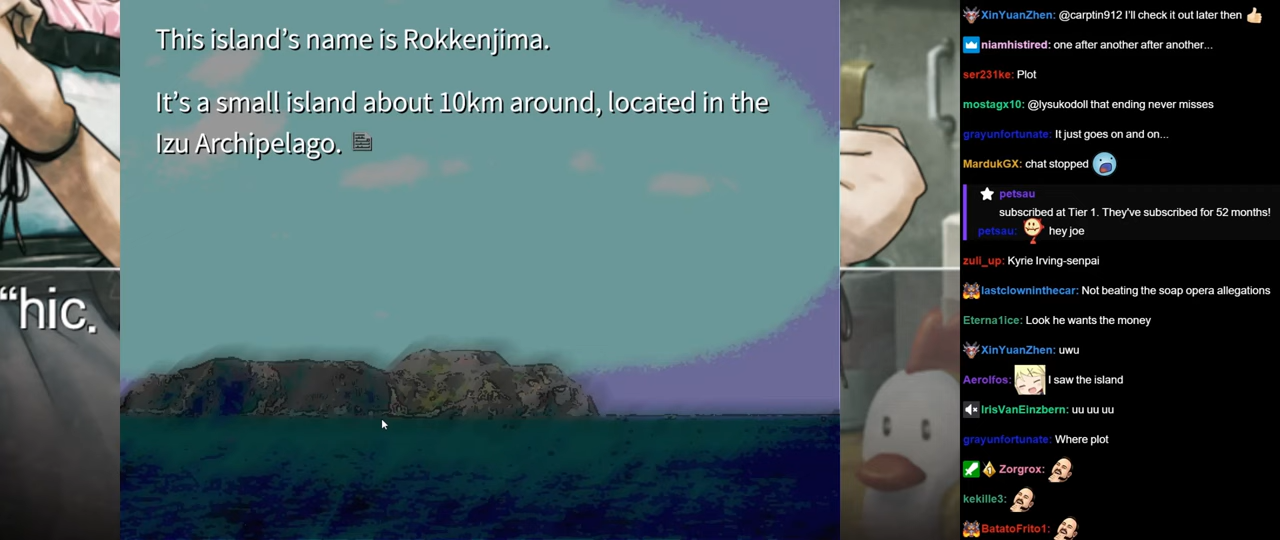 This island's name is Rokkenjima.
It's a small island about 10km around, located in the
Izu Archipelago.
“hic.
XinYuanZhen: @carptin912 I'll check it out later then
niamhistired: one after another after another...
ser231ke: Plot
mostagx10: @lysukodoll that ending never misses
grayunfortunate: It just goes on and on...
MardukGX: chat stopped
petsau
subscribed at Tier 1. They've subscribed for 52 months!
petsau: hey joe
zull_up: Kyrie Irving-senpai
lastclowninthecar: Not beating the soap opera allegations
Eterna1ice: Look he wants the money
XinYuanZhen: uwu
Aerolfos: I saw the island
IrisVanEinzbern: uu uu uu
grayunfortunate: Where plot
Zorgrox:
kekille3:
BatatoFrito1: